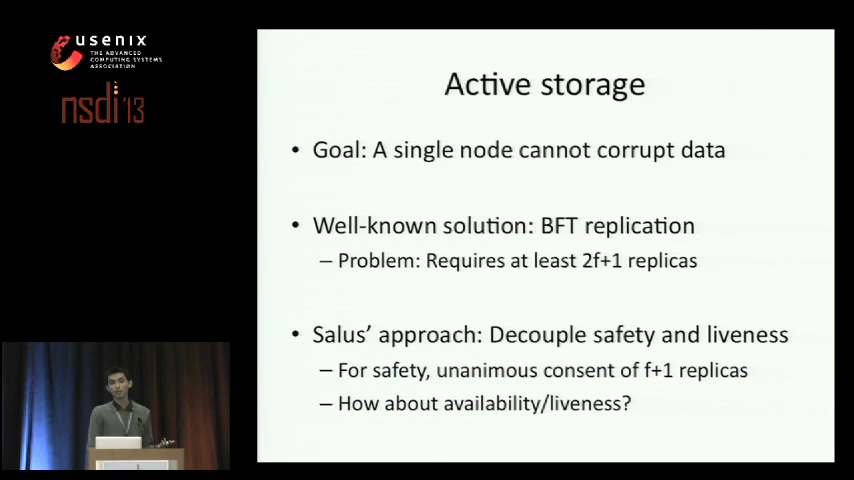 usenix
THE ADVANCED
COMPUTING SYSTEMS
ASSOCIATION
nsdi '13
Active storage
• Goal: A single node cannot corrupt data
• Well-known solution: BFT replication
– Problem: Requires at least 2f+1 replicas
• Salus' approach: Decouple safety and liveness
– For safety, unanimous consent of f+1 replicas
– How about availability/liveness?